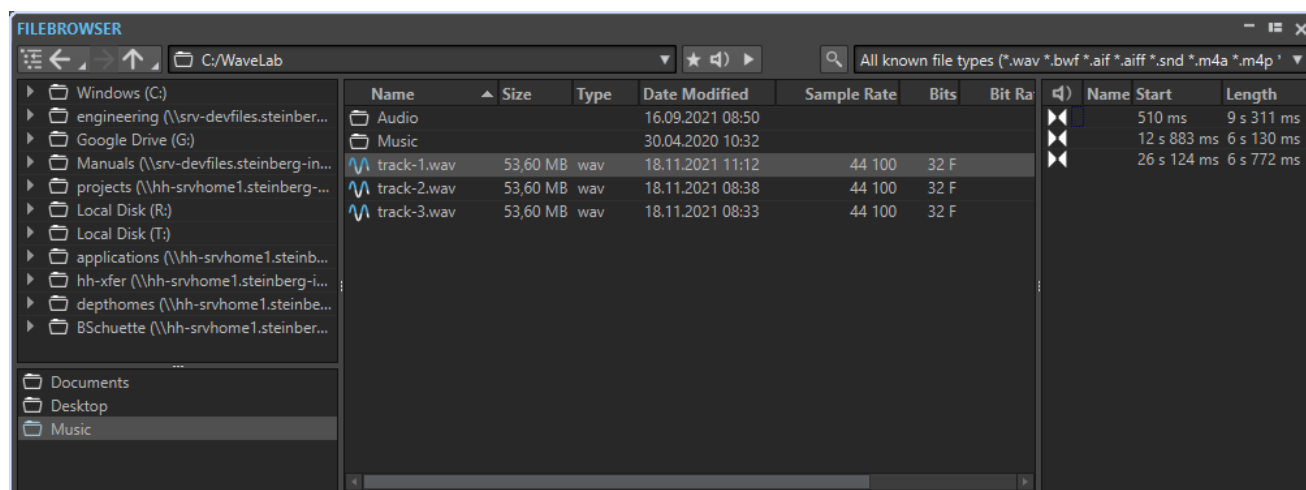 FILEBROWSER
C:/WaveLab
All known file types (*.wav *.bwf *.aif *.aiff *.snd *.m4a *.m4p *
Windows (C:)
engineering (\\srv-devfiles.steinber...
Google Drive (G:)
Manuals (\\srv-devfiles.steinberg-in...
projects (\\hh-srvhome1.steinberg-...
Local Disk (R:)
Local Disk (T:)
applications (\\hh-srvhome1.steinb...
hh-xfer (\\hh-srvhome1.steinberg-i...
depthomes (\\hh-srvhome1.steinbe...
BSchuette (\\hh-srvhome1.steinber...
Documents
Desktop
Music
Name Size Type Date Modified Sample Rate Bits Bit Ra
Audio 16.09.2021 08:50
Music 30.04.2020 10:32
track-1.wav 53,60 MB wav 18.11.2021 11:12 44 100 32 F
track-2.wav 53,60 MB wav 18.11.2021 08:38 44 100 32 F
track-3.wav 53,60 MB wav 18.11.2021 08:33 44 100 32 F
Name Start Length
510 ms 9 s 311 ms
12 s 883 ms 6 s 130 ms
26 s 124 ms 6 s 772 ms